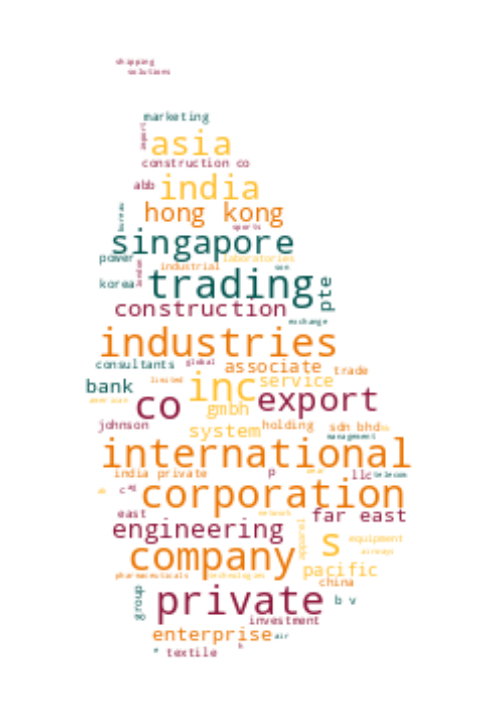 shipping
solutions
marketing
import
asia
construction co
abb
india
hong kong
bureau
sports
singapore
power
laboratories
industrial
son
london
korea
trading
pte
construction
exchange
industries
consultants
global
associate
trade
limited
bank
inc
service
american
co
gmbh
export
johnson
system
holding
sdn bhd
management
international
india private
p
llc
telecom
corporation
c
east
network
far east
engineering
apparel
s
equipment
airways
company
pacific
pharmaceuticals
technologies
china
group
private
b v
investment
enterprise
air
textile